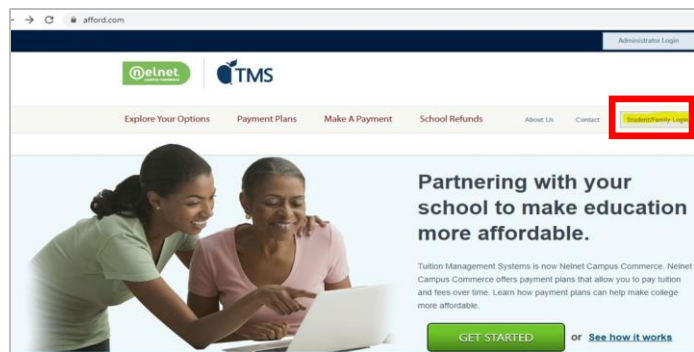 afford.com
Administrator Login
nelnet
CAMPUS COMMERCE
TMS
Explore Your Options Payment Plans Make A Payment School Refunds About Us Contact Student/Family Login
Partnering with your
school to make education
more affordable.
Tuition Management Systems is now Nelnet Campus Commerce. Nelnet
Campus Commerce offers payment plans that allow you to pay tuition
and fees over time. Learn how payment plans can help make college
more affordable.
GET STARTED or See how it works